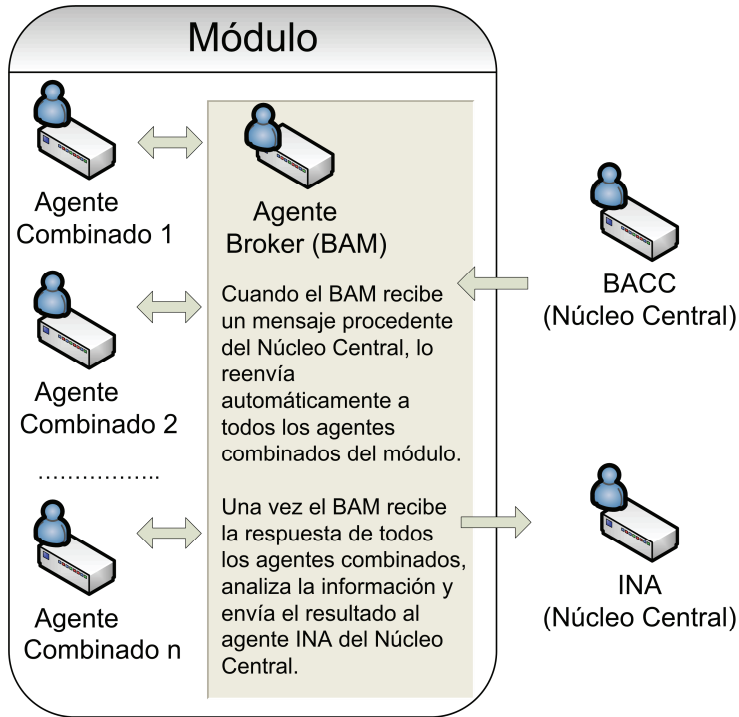 Módulo
Agente
Combinado 1
Agente
Broker (BAM)
Agente
Combinado 2
……………..
Agente
Combinado n
Cuando el BAM recibe
un mensaje procedente
del Núcleo Central, lo
reenvía
automáticamente a
todos los agentes
combinados del módulo.
Una vez el BAM recibe
la respuesta de todos
los agentes combinados,
analiza la información y
envía el resultado al
agente INA del Núcleo
Central.
BACC
(Núcleo Central)
INA
(Núcleo Central)